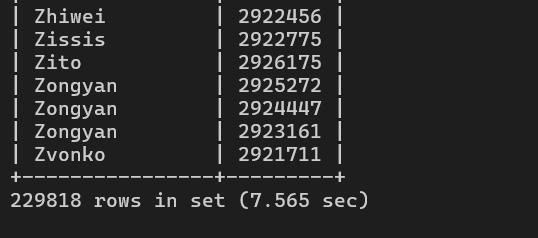 | Zhiwei         | 2922456 |
| Zissis         | 2922775 |
| Zito           | 2926175 |
| Zongyan        | 2925272 |
| Zongyan        | 2924447 |
| Zongyan        | 2923161 |
| Zvonko         | 2921711 |
+----------------+---------+
229818 rows in set (7.565 sec)